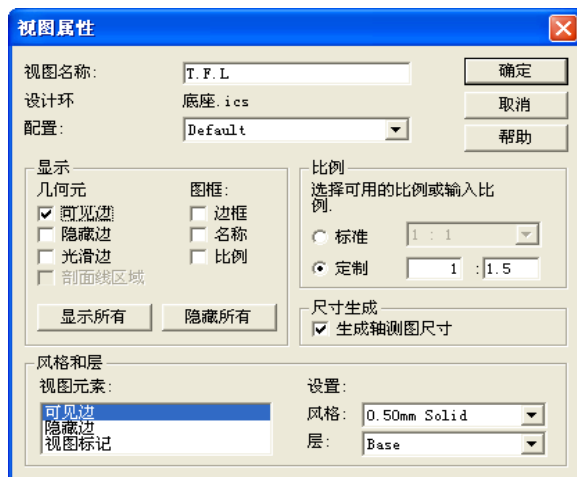 视图属性
视图名称: T.F.L 确定
设计环 底座.ics 取消
配置: Default 帮助
显示
几何元 图框:
可见边 边框
隐藏边 名称
光滑边 比例
剖面线区域
显示所有 隐藏所有
比例
选择可用的比例或输入比
例.
标准 1 : 1
定制 1 : 1.5
尺寸生成
生成轴测图尺寸
风格和层
视图元素: 设置:
可见边 风格: 0.50mm Solid
隐藏边 层: Base
视图标记